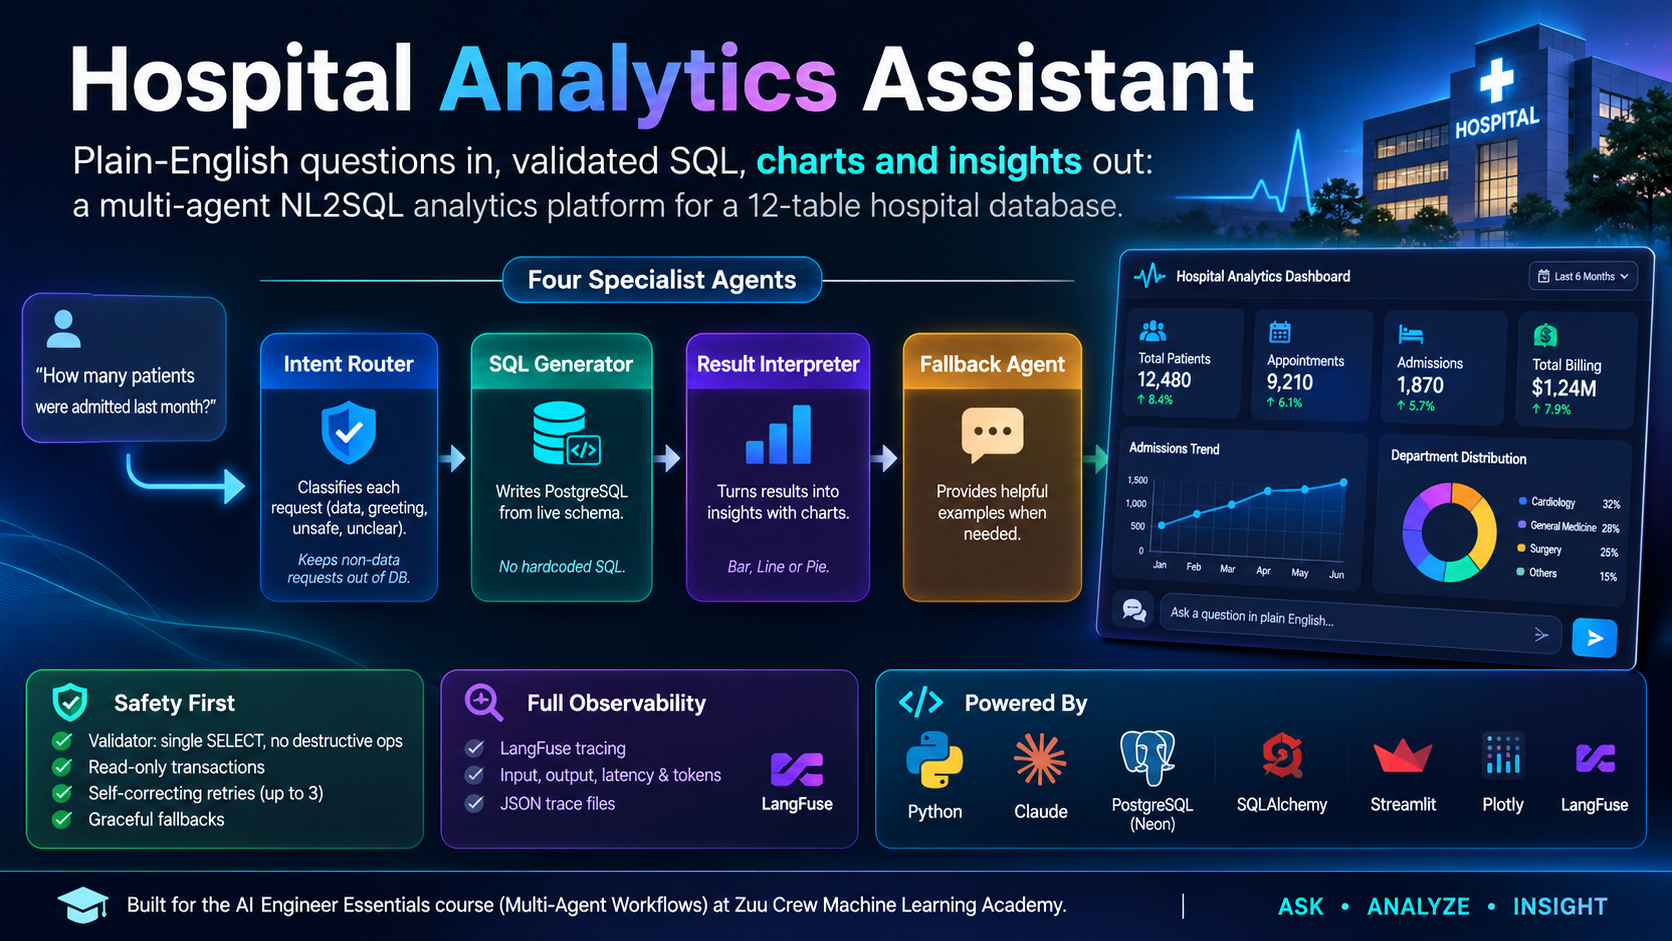 Hospital Analytics Assistant
Plain-English questions in, validated SQL, charts and insights out:
a multi-agent NL2SQL analytics platform for a 12-table hospital database.
HOSPITAL
Four Specialist Agents
"How many patients
were admitted last month?"
Intent Router
Classifies each
request (data, greeting,
unsafe, unclear).
Keeps non-data
requests out of DB.
SQL Generator
</>
Writes PostgreSQL
from live schema.
No hardcoded SQL.
Result Interpreter
Turns results into
insights with charts.
Bar, Line or Pie.
Fallback Agent
Provides helpful
examples when
needed.
Hospital Analytics Dashboard
Last 6 Months
Total Patients
12,480
↑ 8.4%
Appointments
9,210
↑ 6.1%
Admissions
1,870
↑ 5.7%
Total Billing
$1,24M
↑ 7.9%
Admissions Trend
1,500
1,000
500
0
Jan Feb Mar Apr May Jun
Department Distribution
Cardiology 32%
General Medicine 28%
Surgery 25%
Others 15%
Ask a question in plain English...
Safety First
Validator: single SELECT, no destructive ops
Read-only transactions
Self-correcting retries (up to 3)
Graceful fallbacks
Full Observability
LangFuse tracing
Input, output, latency & tokens
JSON trace files
LangFuse
</> Powered By
Python
Claude
PostgreSQL
(Neon)
SQLAlchemy
Streamlit
Plotly
LangFuse
Built for the AI Engineer Essentials course (Multi-Agent Workflows) at Zuu Crew Machine Learning Academy.
ASK • ANALYZE • INSIGHT